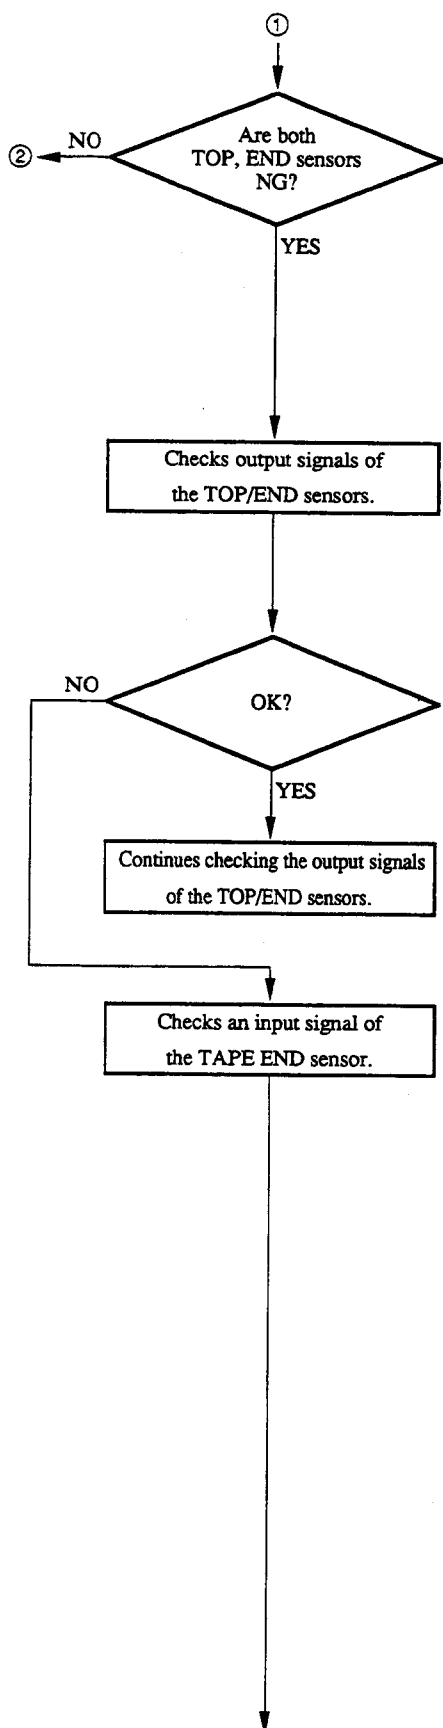 ①
Are both
TOP, END sensors
NG?
NO
②
YES
Checks output signals of
the TOP/END sensors.
OK?
NO
YES
Continues checking the output signals
of the TOP/END sensors.
Checks an input signal of
the TAPE END sensor.